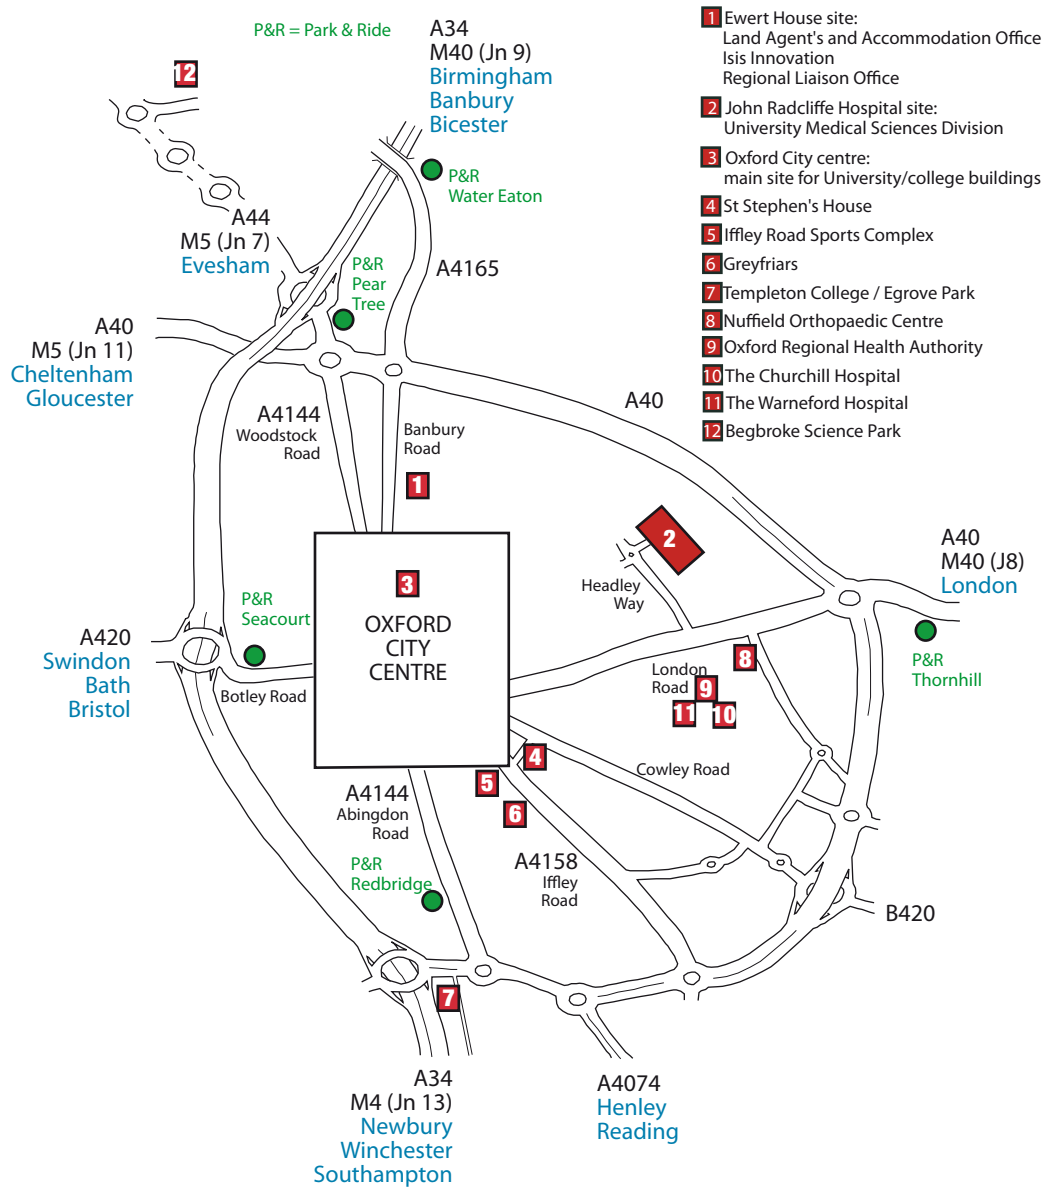 P&R = Park & Ride
A34
M40 (Jn 9)
Birmingham
Banbury
Bicester
1 Ewert House site:
Land Agent's and Accommodation Office
Isis Innovation
Regional Liaison Office
2 John Radcliffe Hospital site:
University Medical Sciences Division
3 Oxford City centre:
main site for University/college buildings
4 St Stephen's House
5 Iffley Road Sports Complex
6 Greyfriars
7 Templeton College / Egrove Park
8 Nuffield Orthopaedic Centre
9 Oxford Regional Health Authority
10 The Churchill Hospital
11 The Warneford Hospital
12 Begbroke Science Park
12
P&R
Water Eaton
A44
M5 (Jn 7)
Evesham
P&R
Pear
Tree
A4165
A40
M5 (Jn 11)
Cheltenham
Gloucester
A40
A4144
Woodstock
Road
Banbury
Road
1
2
A40
M40 (J8)
London
3
OXFORD
CITY
CENTRE
Headley
Way
P&R
Seacourt
A420
Swindon
Bath
Bristol
Botley Road
P&R
Thornhill
8
London
Road
9
11
10
4
Cowley Road
5
6
A4144
Abingdon
Road
P&R
Redbridge
A4158
Iffley
Road
B420
7
A34
M4 (Jn 13)
Newbury
Winchester
Southampton
A4074
Henley
Reading